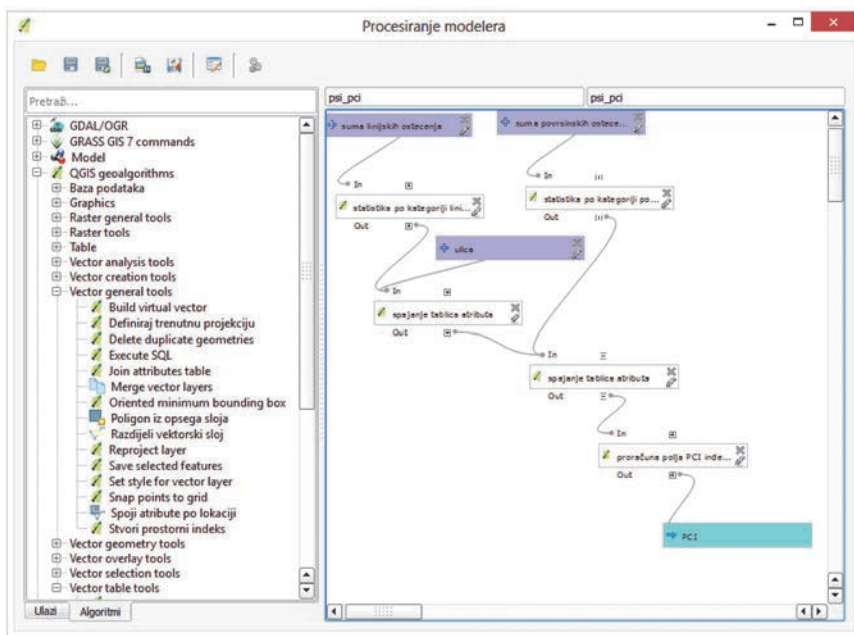 Procesiranje modelera
Pretraži...
psi_pci
psi_pci
GDAL/OGR
GRASS GIS 7 commands
Model
QGIS geoalgorithms
Baza podataka
Graphics
Raster general tools
Raster tools
Table
Vector analysis tools
Vector creation tools
Vector general tools
Build virtual vector
Definiraj trenutnu projekciju
Delete duplicate geometries
Execute SQL
Join attributes table
Merge vector layers
Oriented minimum bounding box
Poligon iz opsega sloja
Razdijeli vektorski sloj
Reproject layer
Save selected features
Set style for vector layer
Snap points to grid
Spoji atribute po lokaciji
Stvori prostorni indeks
Vector geometry tools
Vector overlay tools
Vector selection tools
Vector table tools
Ulazi
Algoritmi
suma linijskih ostecenja
suma povrsinskih ostece...
In
In
statistika po kategoriji lini...
statistika po kategoriji po...
Out
Out
ulica
In
spajanje tablica atributa
Out
In
spajanje tablica atributa
Out
In
proračuna polja PCI inde...
Out
PCI